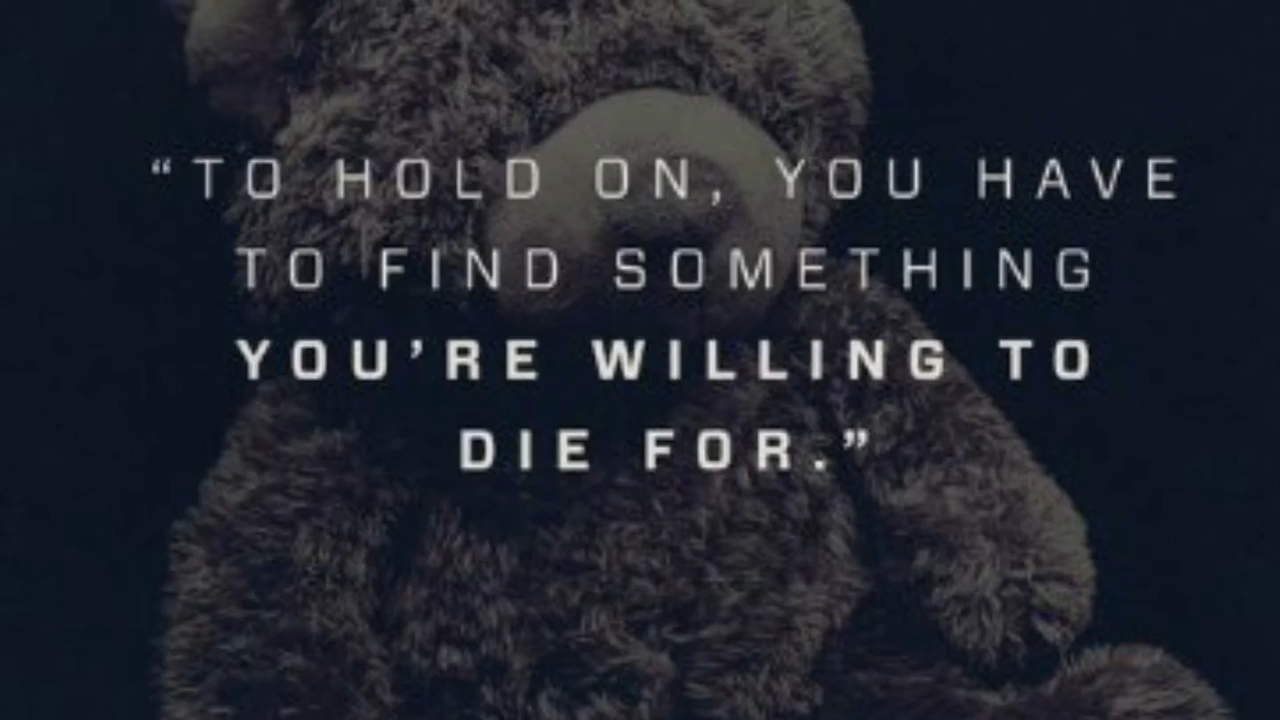 “TO HOLD ON, YOU HAVE
TO FIND SOMETHING
YOU’RE WILLING TO
DIE FOR.”